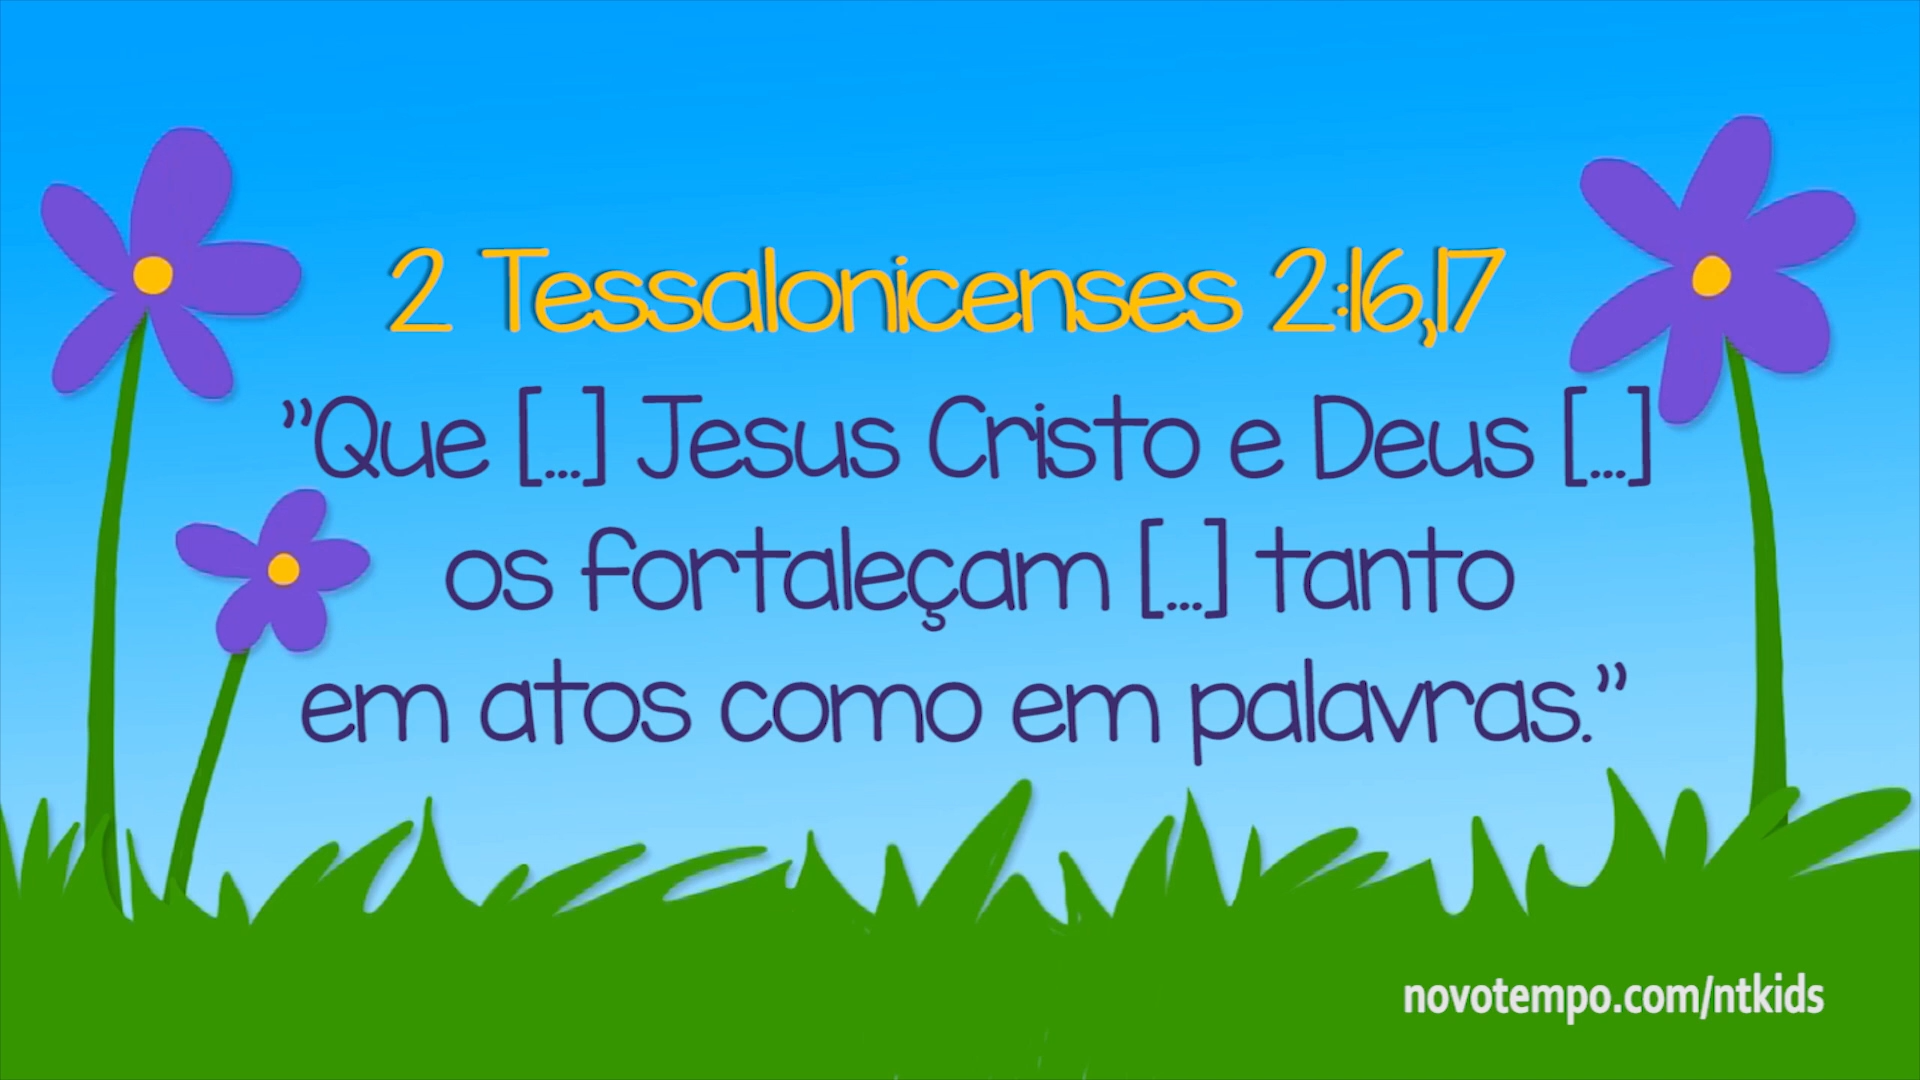 2 Tessalonicenses 2:16,17
”Que [...] Jesus Cristo e Deus [...]
os fortaleçam [...] tanto
em atos como em palavras.”
novotempo.com/ntkids